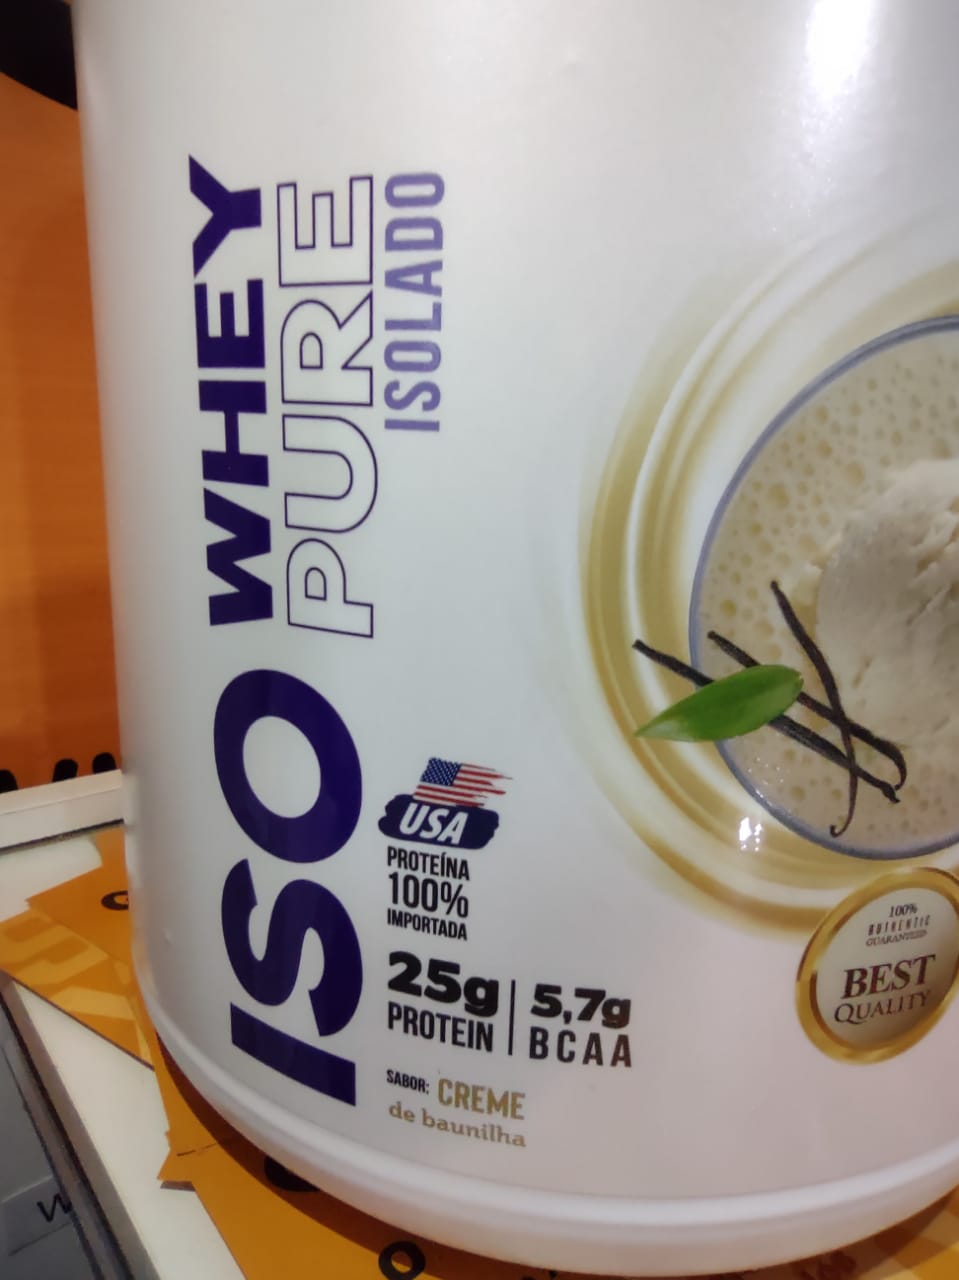 ISO WHEY
PURE
ISOLADO
USA
PROTEÍNA
100%
IMPORTADA
25g
PROTEIN
5,7g
BCAA
SABOR: CREME
de baunilha
100%
AUTHENTIC
GUARANTEED
BEST
QUALITY